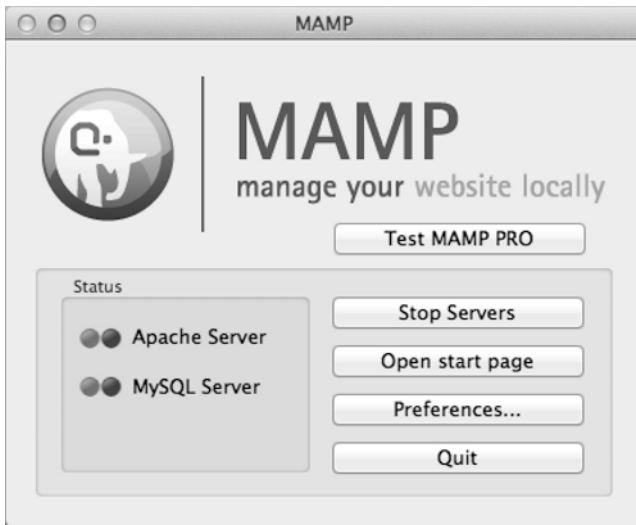 MAMP
MAMP
manage your website locally
Test MAMP PRO
Status
Apache Server
MySQL Server
Stop Servers
Open start page
Preferences...
Quit